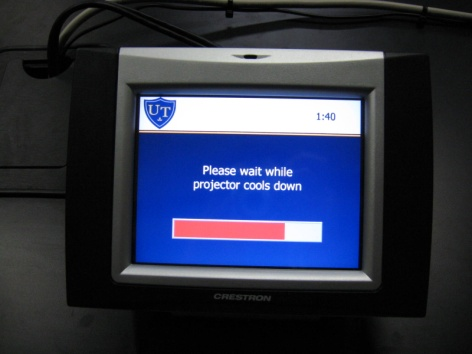 UT
1:40
Please wait while
projector cools down
CRESTRON